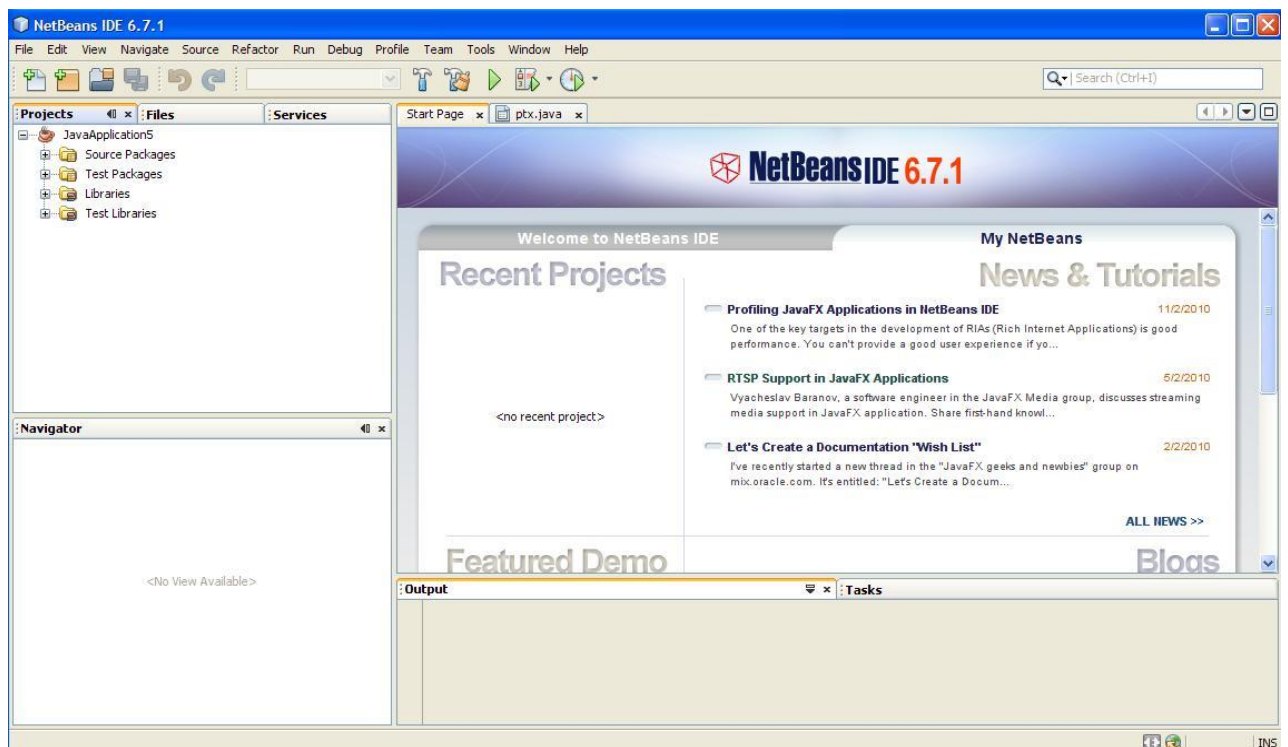 NetBeans IDE 6.7.1
File Edit View Navigate Source Refactor Run Debug Profile Team Tools Window Help
Search (Ctrl+I)
Projects Files Services
JavaApplication5
Source Packages
Test Packages
Libraries
Test Libraries
Navigator
<No View Available>
Start Page ptx.java
NetBeans IDE 6.7.1
Welcome to NetBeans IDE My NetBeans
Recent Projects
<no recent project>
News & Tutorials
Profiling JavaFX Applications in NetBeans IDE 11/2/2010
One of the key targets in the development of RIAs (Rich Internet Applications) is good
performance. You can't provide a good user experience if yo...
RTSP Support in JavaFX Applications 5/2/2010
Vyacheslav Baranov, a software engineer in the JavaFX Media group, discusses streaming
media support in JavaFX application. Share first-hand knowl...
Let's Create a Documentation "Wish List" 2/2/2010
I've recently started a new thread in the "JavaFX geeks and newbies" group on
mix.oracle.com. It's entitled: "Let's Create a Docum...
ALL NEWS >>
Featured Demo Blogs
Output Tasks
INS